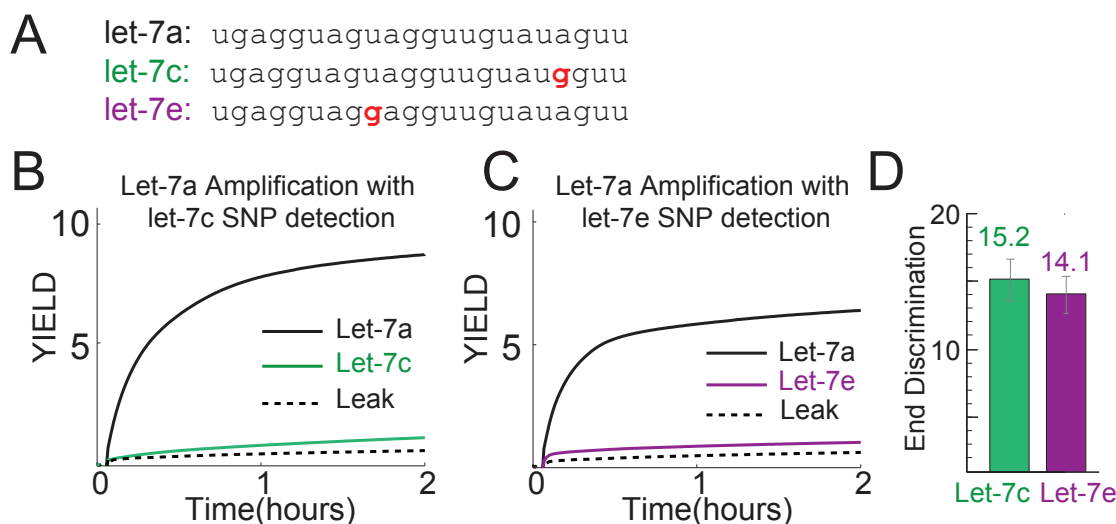 A
let-7a: ugagguaguagguuguauaguu
let-7c: ugagguaguagguuguaugguu
let-7e: ugagguaggagguuguauaguu
B
Let-7a Amplification with
let-7c SNP detection
10
5
0
1
2
YIELD
Time(hours)
Let-7a
Let-7c
Leak
C
Let-7a Amplification with
let-7e SNP detection
10
5
0
1
2
YIELD
Time(hours)
Let-7a
Let-7e
Leak
D
20
10
End Discrimination
15.2
14.1
Let-7c
Let-7e